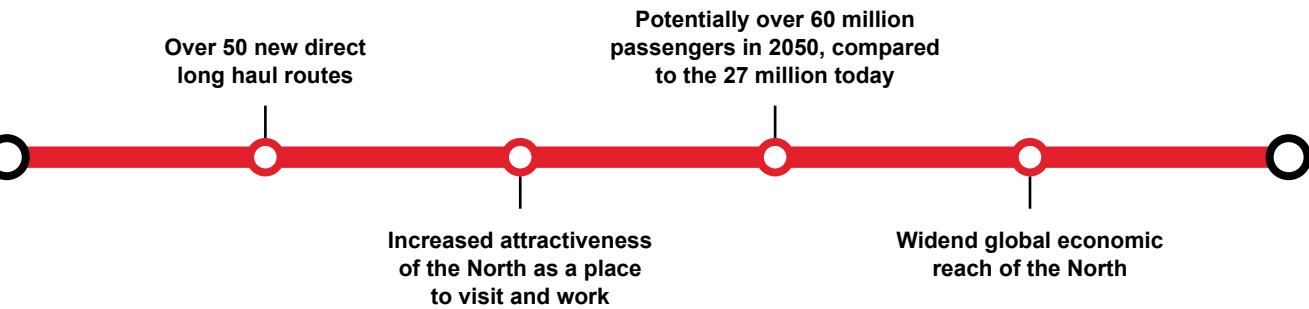 Over 50 new direct
long haul routes
Increased attractiveness
of the North as a place
to visit and work
Potentially over 60 million
passengers in 2050, compared
to the 27 million today
Widend global economic
reach of the North